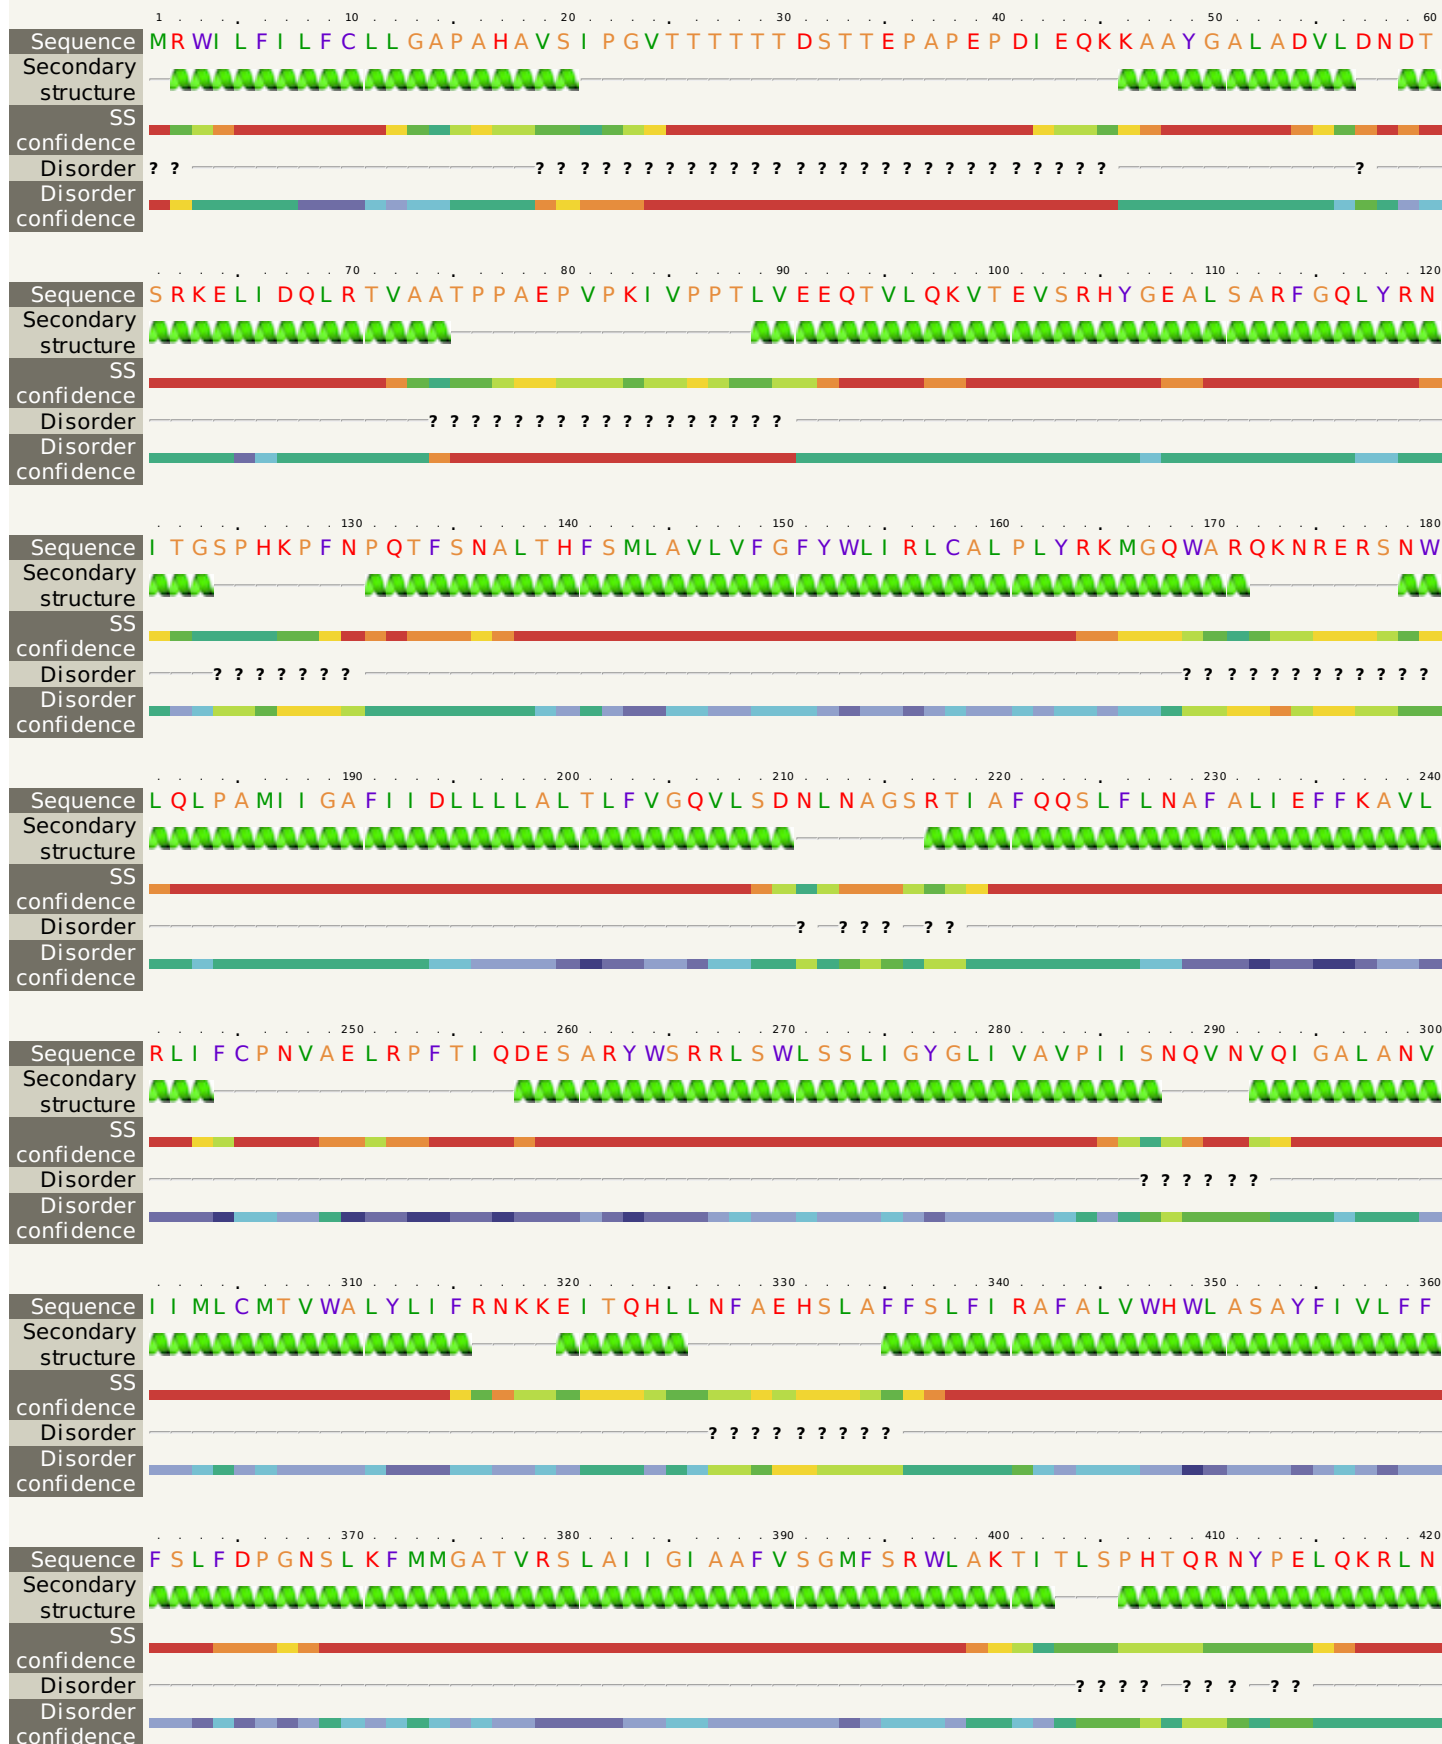 1 10 20 30 40 50 60
Sequence MRWILFILFCLLGAPAHAVSIPGVTTTTTTDSTTEPAPEPDIEQKKAAYGALADVLDNDT
Secondary
structure
SS
confidence
Disorder ? ? ? ? ? ? ? ? ? ? ? ? ? ? ? ? ? ? ? ? ? ? ? ? ? ? ? ? ? ?
Disorder
confidence
70 80 90 100 110 120
Sequence SRKELIDQLRTVAATPPAEPVPKIVPPTLVEEQTVLQKVTEVSRHYGEALSARFGQLYRN
Secondary
structure
SS
confidence
Disorder ? ? ? ? ? ? ? ? ? ? ? ? ? ? ? ? ?
Disorder
confidence
130 140 150 160 170 180
Sequence ITGSPHKPFNPQTFSNALTHFSMLAVLVFGFYWLIRLCALPLYRKMGQWARQKNRERSNW
Secondary
structure
SS
confidence
Disorder ? ? ? ? ? ? ? ? ? ? ? ? ? ? ? ? ? ? ?
Disorder
confidence
190 200 210 220 230 240
Sequence LQLPAMIIGAFIIDLLLLALTLFVGQVLSDNLNAGSRTIAFQQSLFLNAFALIEFFKAVL
Secondary
structure
SS
confidence
Disorder ? ? ? ? ? ?
Disorder
confidence
250 260 270 280 290 300
Sequence RLIFCPNVAELRPFTIQDESARYWSRRLSWLSSLIGYGLIVAVPIISNQVNVQIGALANV
Secondary
structure
SS
confidence
Disorder ? ? ? ? ? ?
Disorder
confidence
310 320 330 340 350 360
Sequence IIMLCMTVWALYLIFRNKKEITQHLLNFAEHSLAFFSLFIRAFALVWHWLASAYFIVLFF
Secondary
structure
SS
confidence
Disorder ? ? ? ? ? ? ? ? ?
Disorder
confidence
370 380 390 400 410 420
Sequence FSLFDPGNSLKFMMGATVRSLAIIGIAAFVSGMFSRWLAKTITLSPHTQRNYPELQKRLN
Secondary
structure
SS
confidence
Disorder ? ? ? ? ? ? ? ? ?
Disorder
confidence